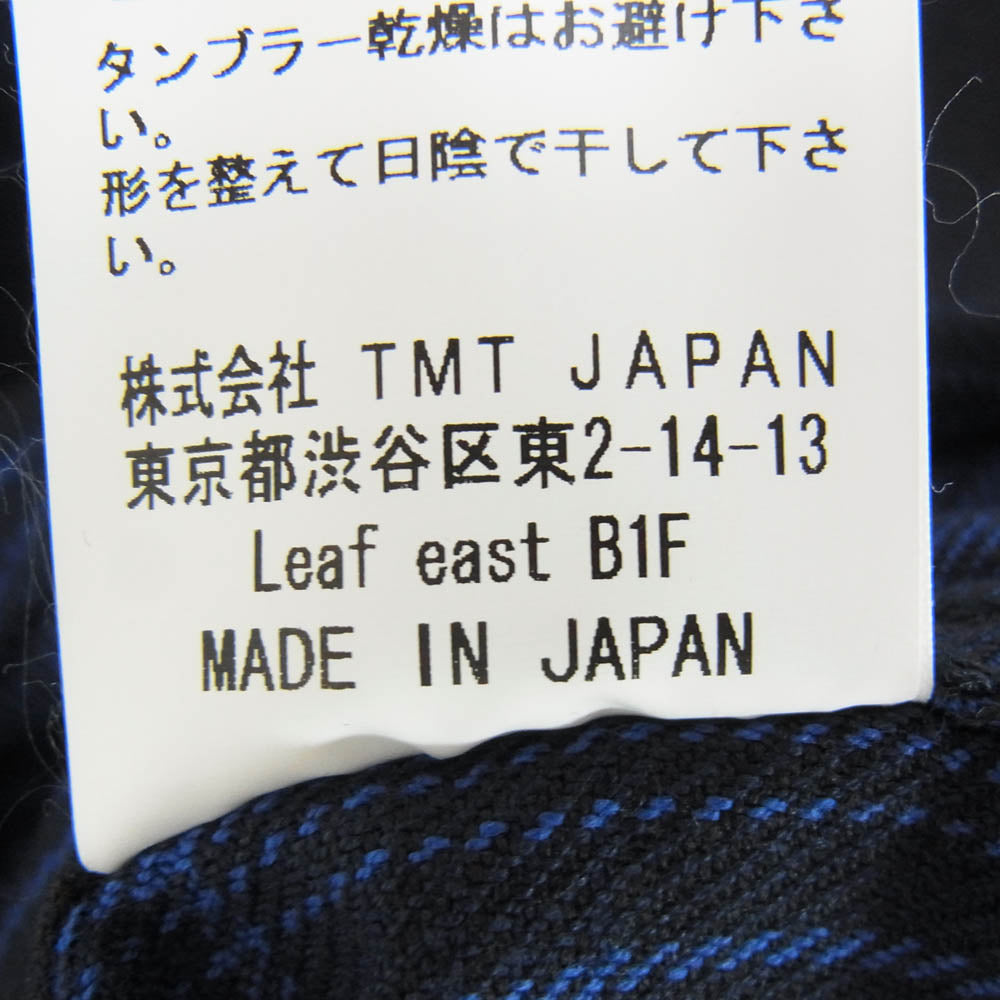 タンブラー乾燥はお避け下さ
い。
形を整えて日陰で干して下さ
い。
株式会社 TMT JAPAN
東京都渋谷区東2-14-13
Leaf east B1F
MADE IN JAPAN